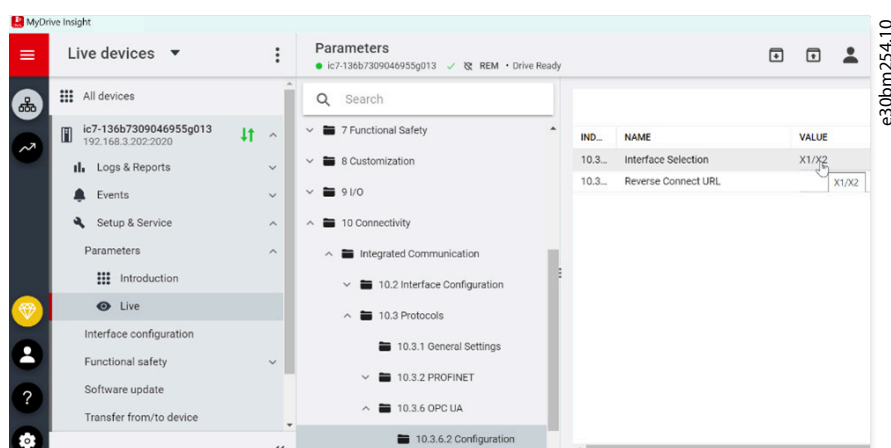 MyDrive Insight
Live devices
Parameters
ic7-136b7309046955g013 REM • Drive Ready
All devices
ic7-136b7309046955g013
192.168.3.202:2020
Logs & Reports
Events
Setup & Service
Parameters
Introduction
Live
Interface configuration
Functional safety
Software update
Transfer from/to device
Search
7 Functional Safety
8 Customization
9 I/O
10 Connectivity
Integrated Communication
10.2 Interface Configuration
10.3 Protocols
10.3.1 General Settings
10.3.2 PROFINET
10.3.6 OPC UA
10.3.6.2 Configuration
IND... NAME VALUE
10.3... Interface Selection X1/X2
10.3... Reverse Connect URL
X1/X2
e30bm254.10